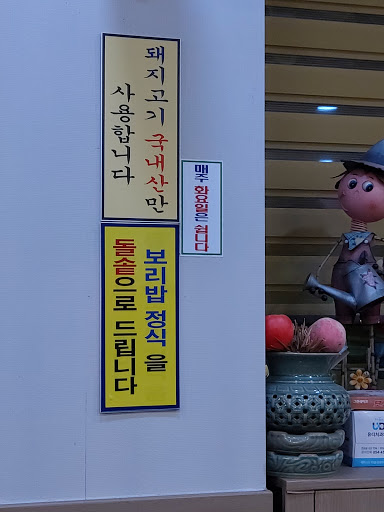 돼지고기 국내산만
사용합니다
매주 화요일은 쉽니다
보리밥 정식 을
돌솥으로 드립니다